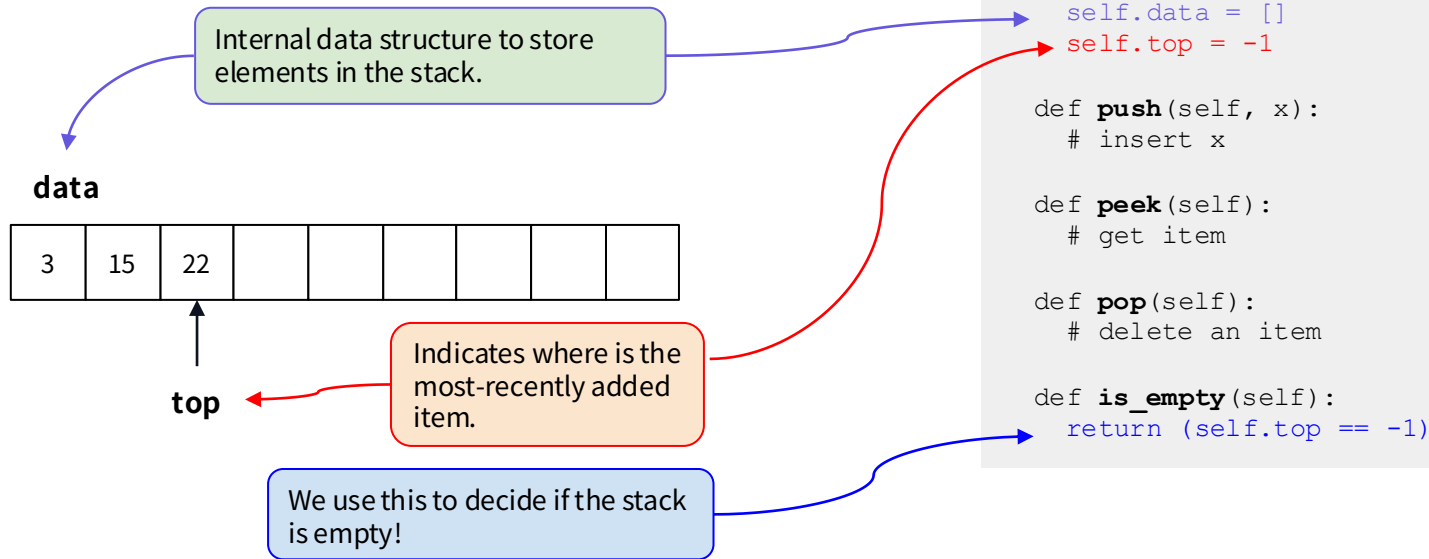 Internal data structure to store
elements in the stack.
data
3 15 22
top
Indicates where is the
most-recently added
item.
We use this to decide if the stack
is empty!
self.data = []
self.top = -1
def push(self, x):
# insert x
def peek(self):
# get item
def pop(self):
# delete an item
def is_empty(self):
return (self.top == -1)